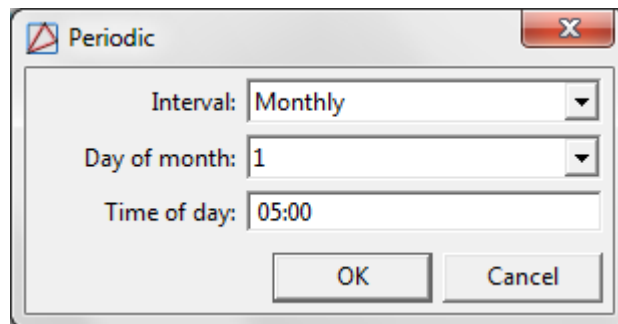 Periodic
Interval: Monthly
Day of month: 1
Time of day: 05:00
OK Cancel